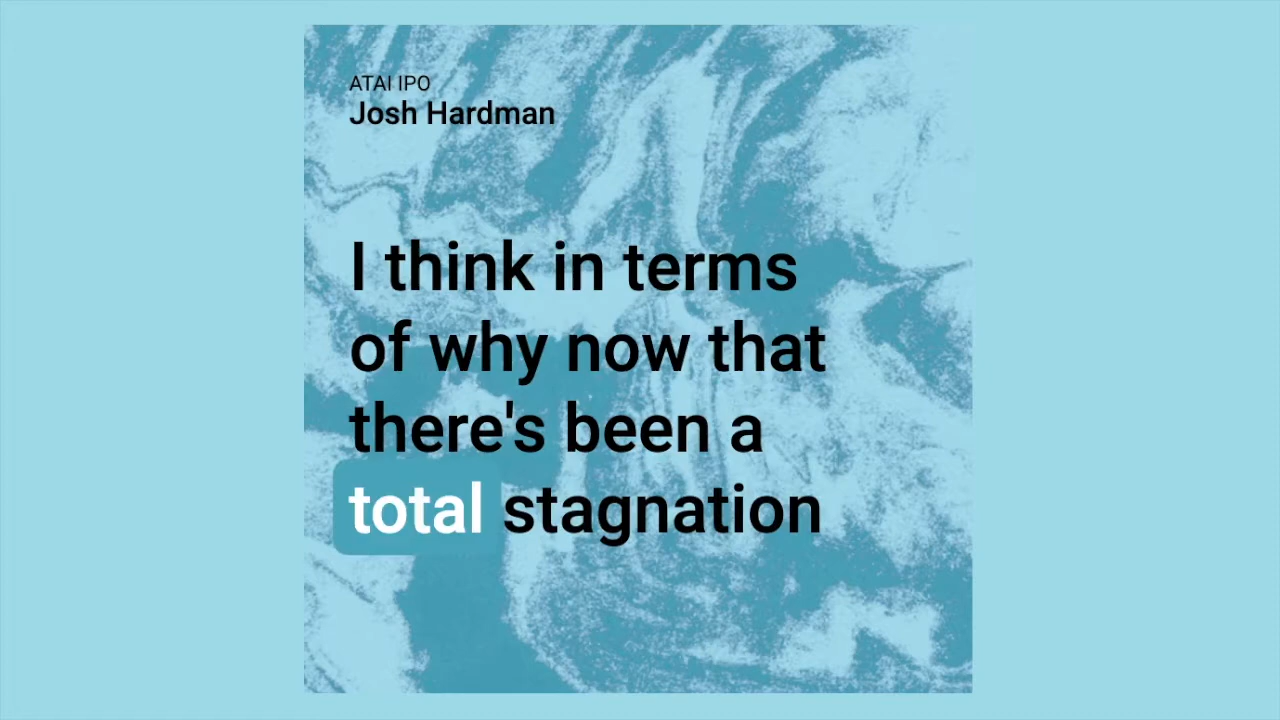 ATAI IPO
Josh Hardman
I think in terms
of why now that
there's been a
total stagnation